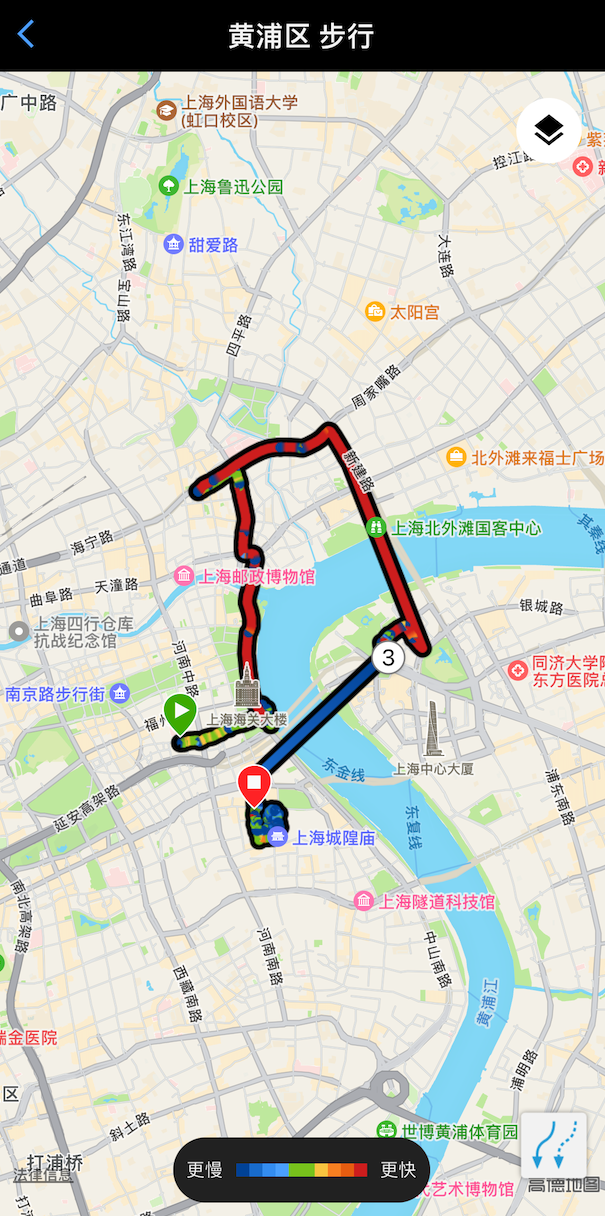 黄浦区 步行
上海外国语大学
(虹口校区)
广中路
控江路
上海鲁迅公园
东江湾路
甜爱路
大连路
宝山路
太阳宫
四平路
周家嘴路
新建路
北外滩来福士广场
上海北外滩国客中心
海宁路
通道
上海邮政博物馆
天潼路
曲阜路
银城路
上海四行仓库
抗战纪念馆
3
河南中路
同济大学附
东方医院总
南京路步行街
福州
上海海关大楼
上海中心大厦
东金线
延安高架路
浦东南路
东复线
上海城隍庙
南北高架路
上海隧道科技馆
河南南路
中山南路
西藏南路
黄浦江
瑞金医院
浦明路
区
斜土路
世博黄浦体育园
打浦桥
法律信息
更慢
更快
代艺术博物馆
高德地图
打浦